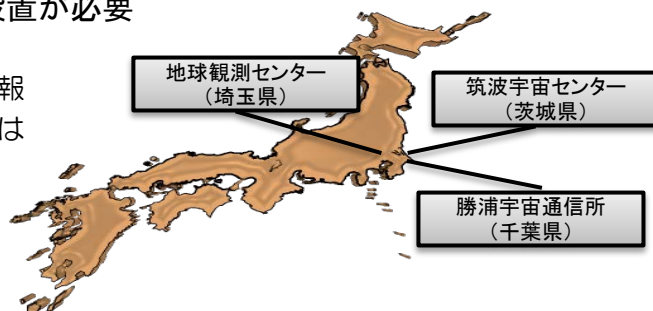 設置が必要
報
は
地球観測センター
（埼玉県）
筑波宇宙センター
（茨城県）
勝浦宇宙通信所
（千葉県）